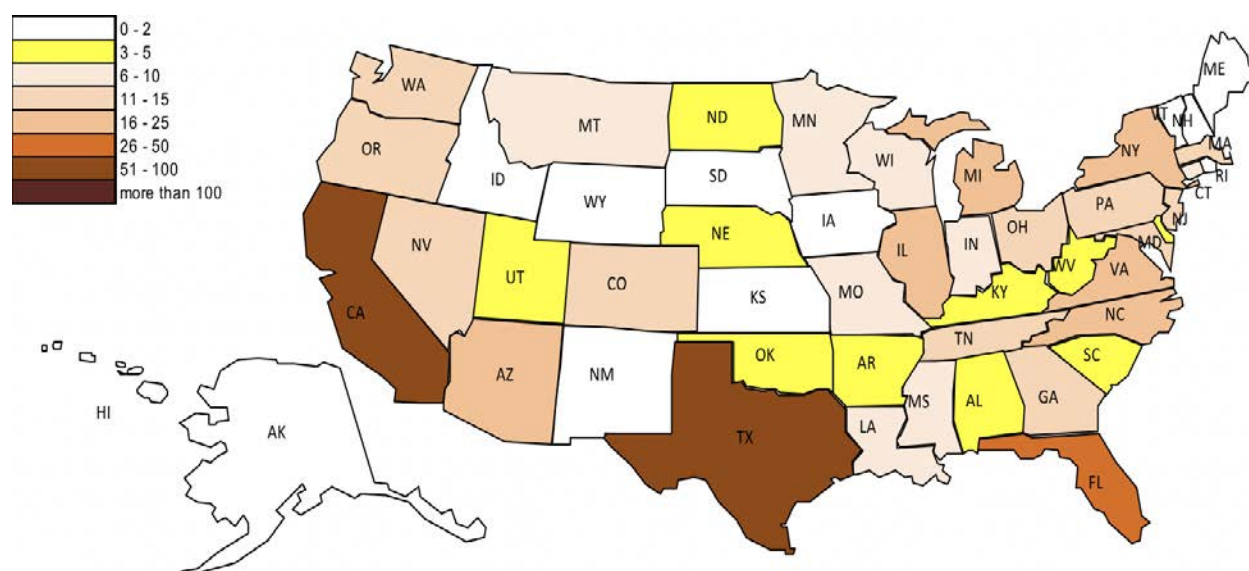 0 - 2
3 - 5
6 - 10
11 - 15
16 - 25
26 - 50
51 - 100
more than 100
WA
MT
ND
MN
ME
VT
NH
OR
ID
WY
SD
WI
MI
NY
MA
RI
CT
NV
UT
NE
IA
IL
IN
OH
PA
NJ
MD
CA
CO
KS
MO
KY
WV
VA
AZ
NM
OK
AR
TN
NC
SC
HI
AK
TX
LA
MS
AL
GA
FL